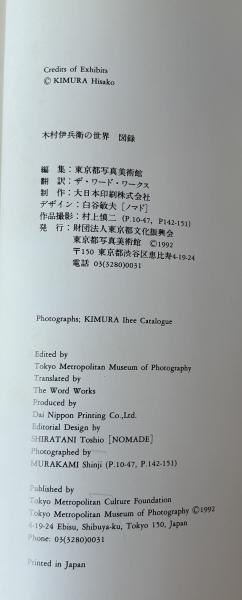 Credits of Exhibits
© KIMURA Hisako
木村伊兵衛の世界 図録
編 集：東京都写真美術館
翻 訳：ザ・ワード・ワークス
制 作：大日本印刷株式会社
デザイン：白谷敏夫［ノマド］
作品撮影：村上慎二（P.10-47, P142-151)
発 行：財団法人東京都文化振興会
東京都写真美術館 ©1992
〒150 東京都渋谷区恵比寿4-19-24
電話 03(3280)0031
Photographs; KIMURA Ihee Catalogue
Edited by
Tokyo Metropolitan Museum of Photography
Translated by
The Word Works
Produced by
Dai Nippon Printing Co.,Ltd.
Editorial Design by
SHIRATANI Toshio [NOMADE]
Photographed by
MURAKAMI Shinji (P.10-47, P.142-151)
Published by
Tokyo Metropolitan Culture Foundation
Tokyo Metropolitan Museum of Photography ©1992
4-19-24 Ebisu, Shibuya-ku, Tokyo 150, Japan
Phone: 03(3280)0031
Printed in Japan